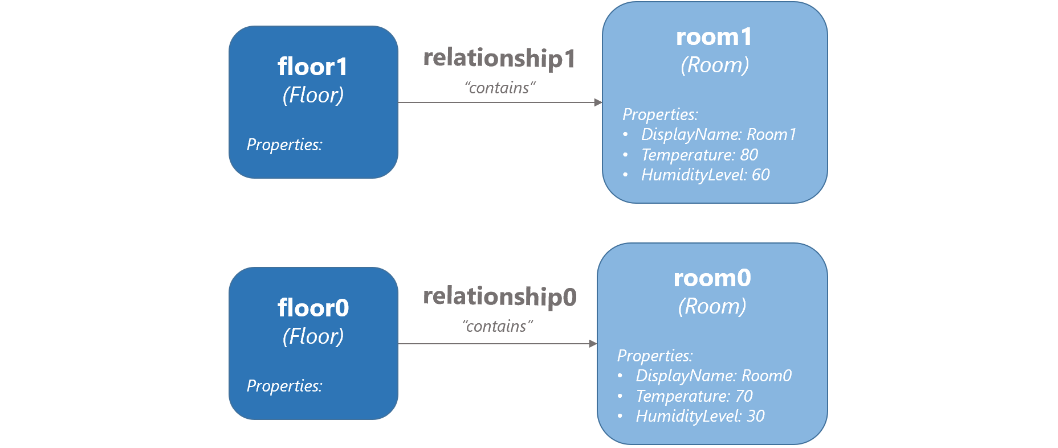 floor1
(Floor)
Properties:
relationship1
“contains“
room1
(Room)
Properties:
• DisplayName: Room1
• Temperature: 80
• HumidityLevel: 60
floor0
(Floor)
Properties:
relationship0
“contains“
room0
(Room)
Properties:
• DisplayName: Room0
• Temperature: 70
• HumidityLevel: 30